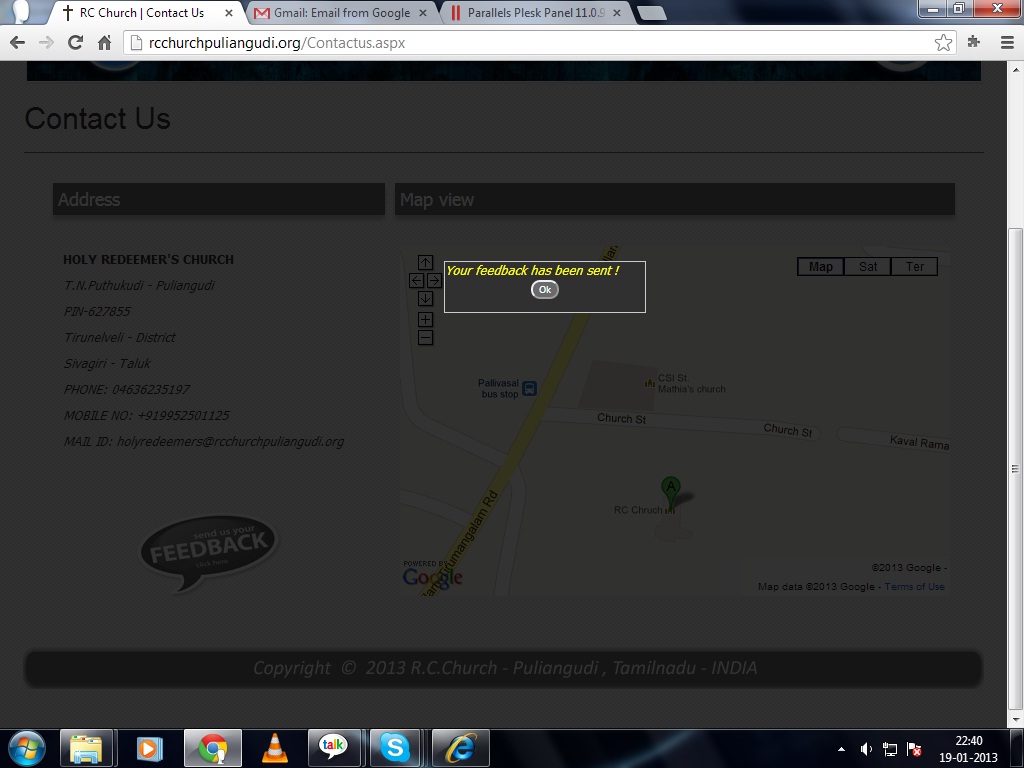 RC Church | Contact Us
Gmail: Email from Google
Parallels Plesk Panel 11.0.9
rcchurchpuliangudi.org/Contactus.aspx
Contact Us
Address
Map view
HOLY REDEEMER'S CHURCH
T.N.Puthukudi - Puliangudi
PIN-627855
Tirunelveli - District
Sivagiri - Taluk
PHONE: 04636235197
MOBILE NO: +919952501125
MAIL ID: holyredeemers@rcchurchpuliangudi.org
send us your
FEEDBACK
click here
Your feedback has been sent !
Ok
Map
Sat
Ter
CSI St.
Mathia's church
Pallivasal
bus stop
Church St
Church St
Kaval Rama
A
RC Chruch
Tirumangalam Rd
POWERED BY
Google
©2013 Google -
Map data ©2013 Google - Terms of Use
Copyright © 2013 R.C.Church - Puliangudi , Tamilnadu - INDIA
talk
22:40
19-01-2013